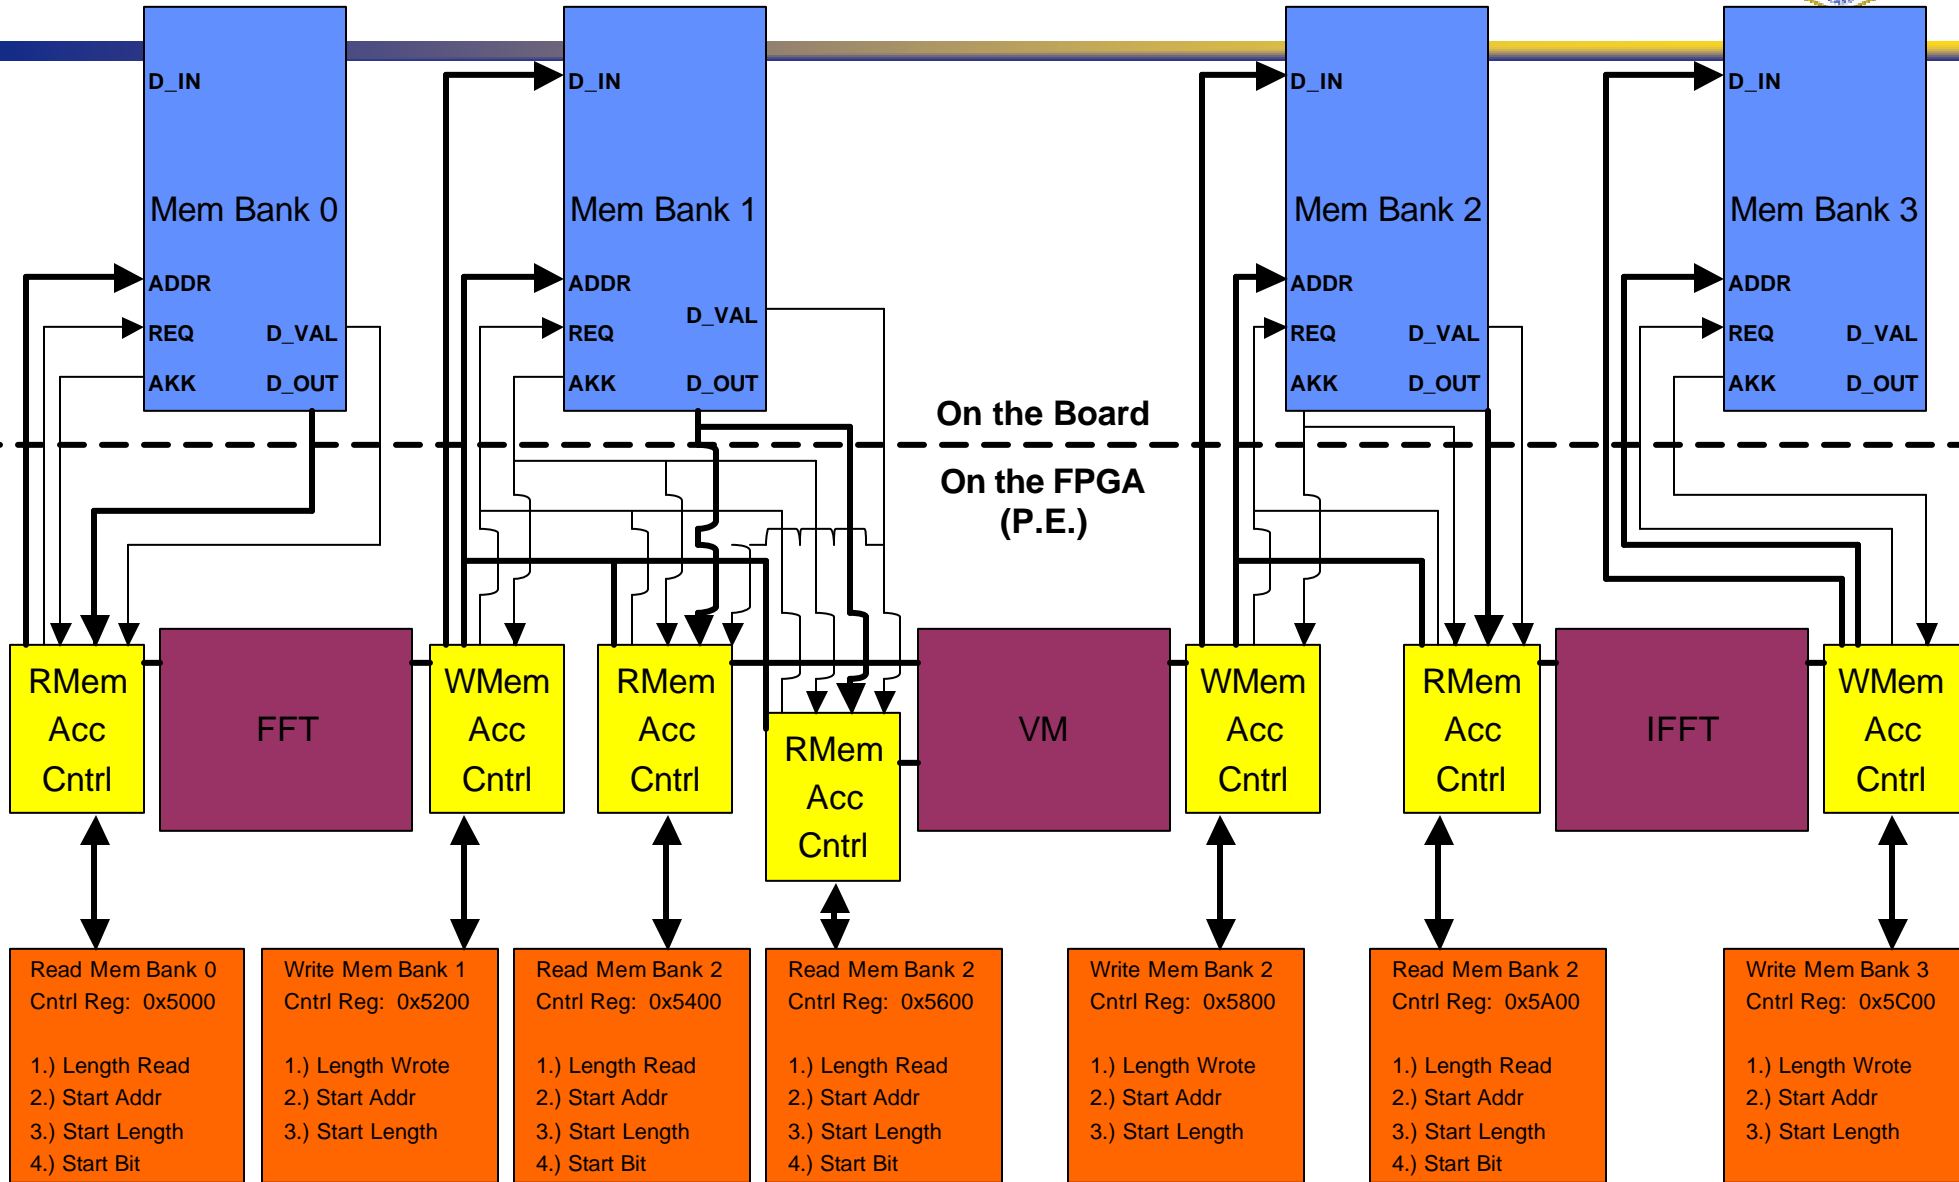 D_IN
Mem Bank 0
ADDR
REQ D_VAL
AKK D_OUT
D_IN
Mem Bank 1
ADDR
D_VAL
REQ
AKK D_OUT
D_IN
Mem Bank 2
ADDR
REQ D_VAL
AKK D_OUT
D_IN
Mem Bank 3
ADDR
REQ D_VAL
AKK D_OUT
On the Board
On the FPGA
(P.E.)
RMem
Acc
Cntrl
FFT
WMem
Acc
Cntrl
RMem
Acc
Cntrl
RMem
Acc
Cntrl
VM
WMem
Acc
Cntrl
RMem
Acc
Cntrl
IFFT
WMem
Acc
Cntrl
Read Mem Bank 0
Cntrl Reg: 0x5000
1.) Length Read
2.) Start Addr
3.) Start Length
4.) Start Bit
Write Mem Bank 1
Cntrl Reg: 0x5200
1.) Length Wrote
2.) Start Addr
3.) Start Length
Read Mem Bank 2
Cntrl Reg: 0x5400
1.) Length Read
2.) Start Addr
3.) Start Length
4.) Start Bit
Read Mem Bank 2
Cntrl Reg: 0x5600
1.) Length Read
2.) Start Addr
3.) Start Length
4.) Start Bit
Write Mem Bank 2
Cntrl Reg: 0x5800
1.) Length Wrote
2.) Start Addr
3.) Start Length
Read Mem Bank 2
Cntrl Reg: 0x5A00
1.) Length Read
2.) Start Addr
3.) Start Length
4.) Start Bit
Write Mem Bank 3
Cntrl Reg: 0x5C00
1.) Length Wrote
2.) Start Addr
3.) Start Length